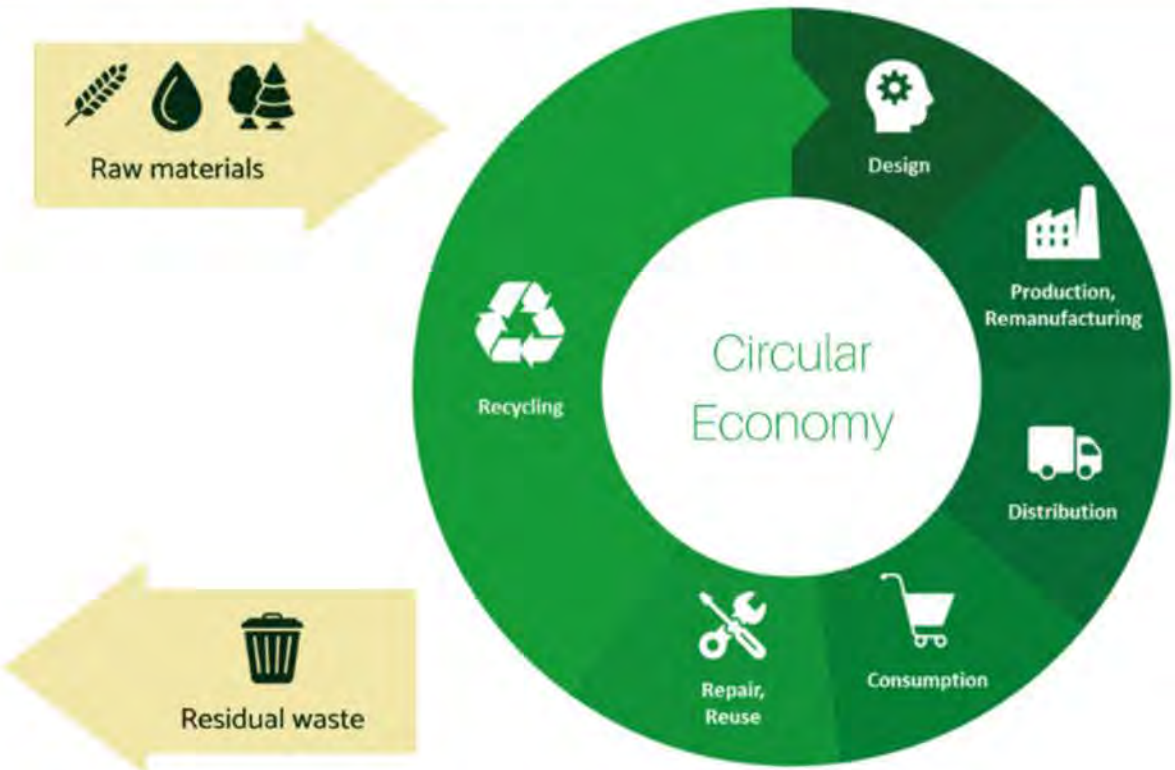 Raw materials
Design
Production,
Remanufacturing
Circular
Economy
Recycling
Distribution
Consumption
Repair,
Reuse
Residual waste